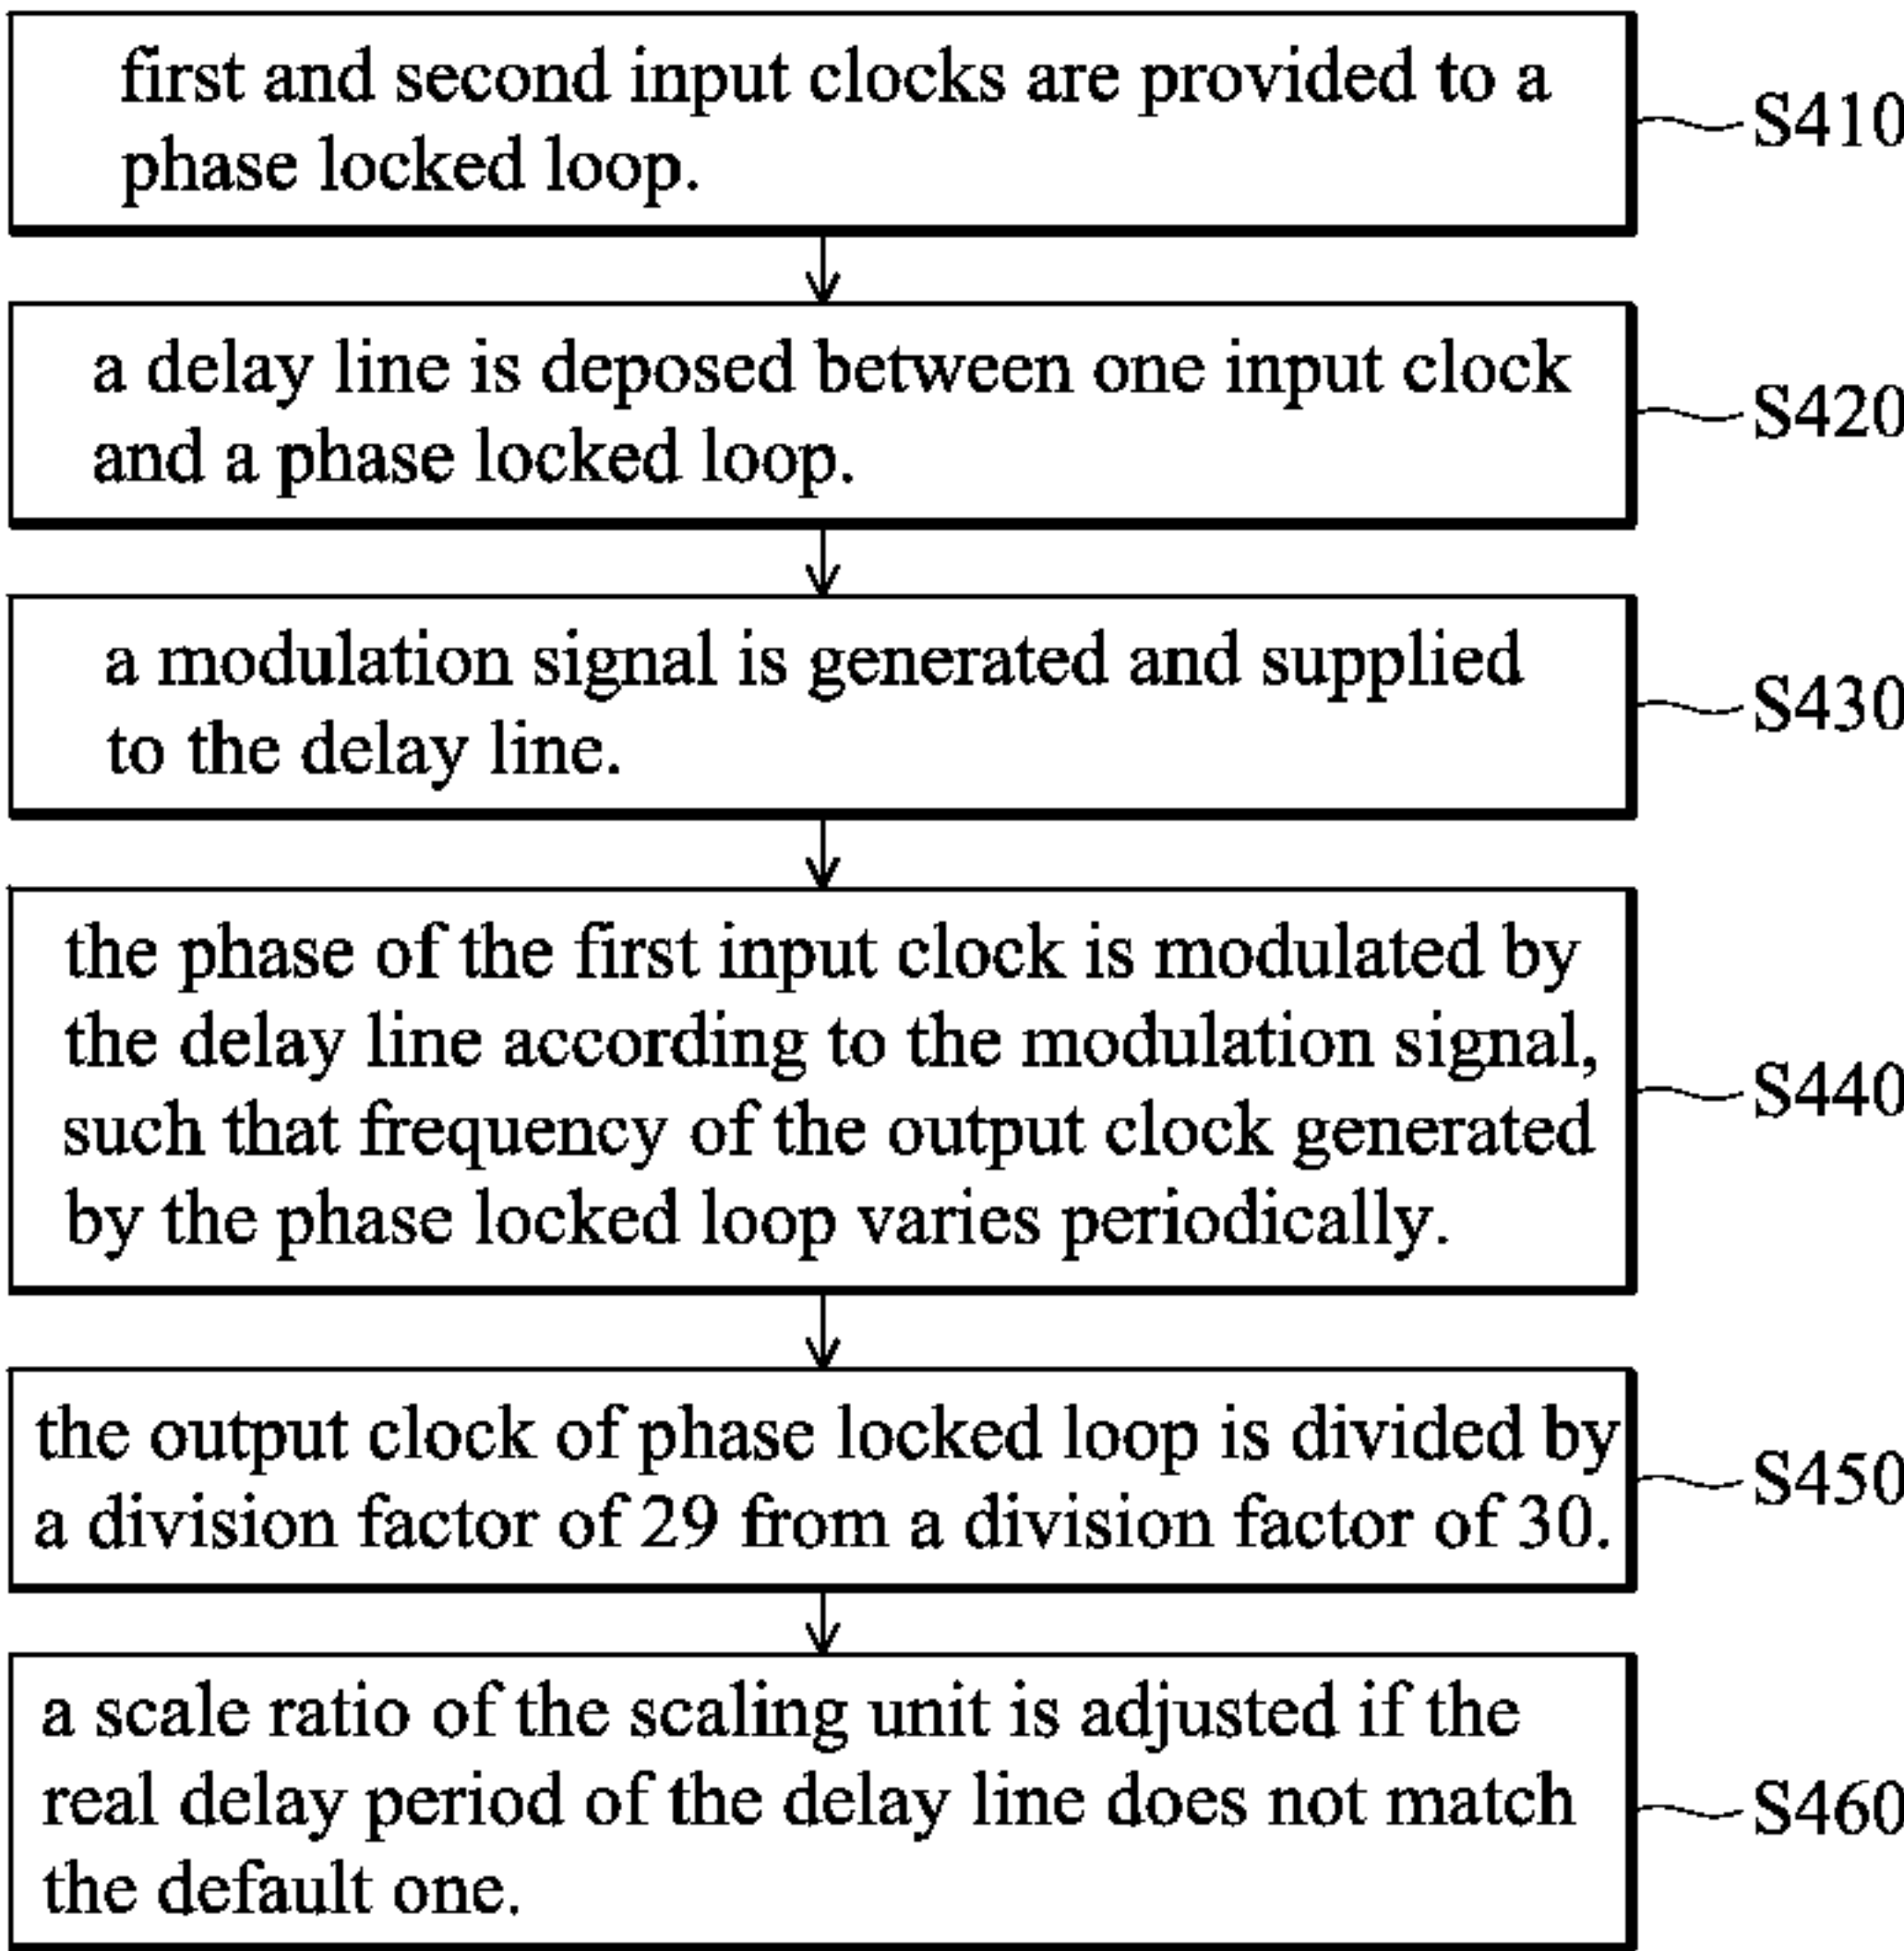 first and second input clocks are provided to a
phase locked loop.
S410
a delay line is deposed between one input clock
and a phase locked loop.
S420
a modulation signal is generated and supplied
to the delay line.
S430
the phase of the first input clock is modulated by
the delay line according to the modulation signal,
such that frequency of the output clock generated
by the phase locked loop varies periodically.
S440
the output clock of phase locked loop is divided by
a division factor of 29 from a division factor of 30.
S450
a scale ratio of the scaling unit is adjusted if the
real delay period of the delay line does not match
the default one.
S460